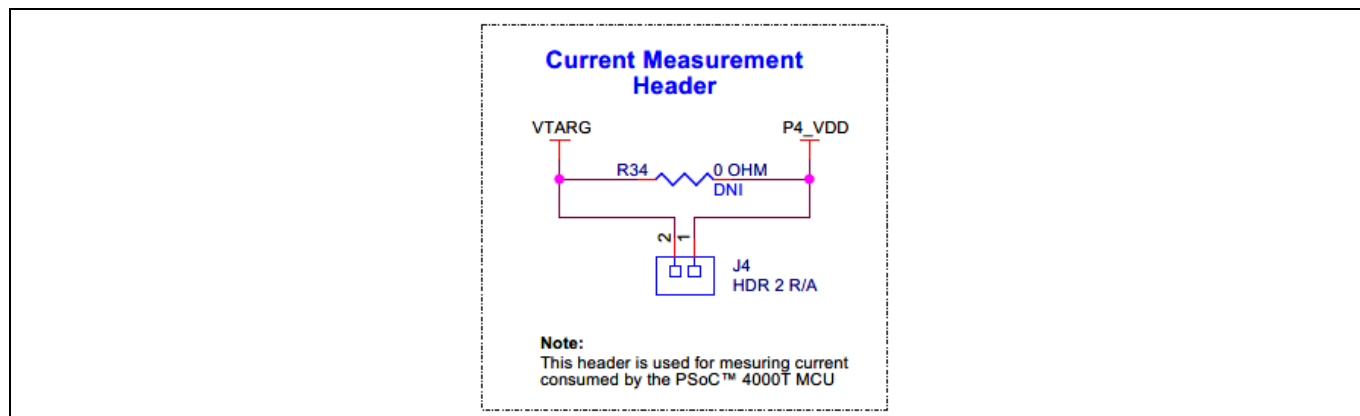 Current Measurement
Header
VTARG P4_VDD
R34 0 OHM
DNI
2 1
J4
HDR 2 R/A
Note:
This header is used for mesuring current
consumed by the PSoC™ 4000T MCU